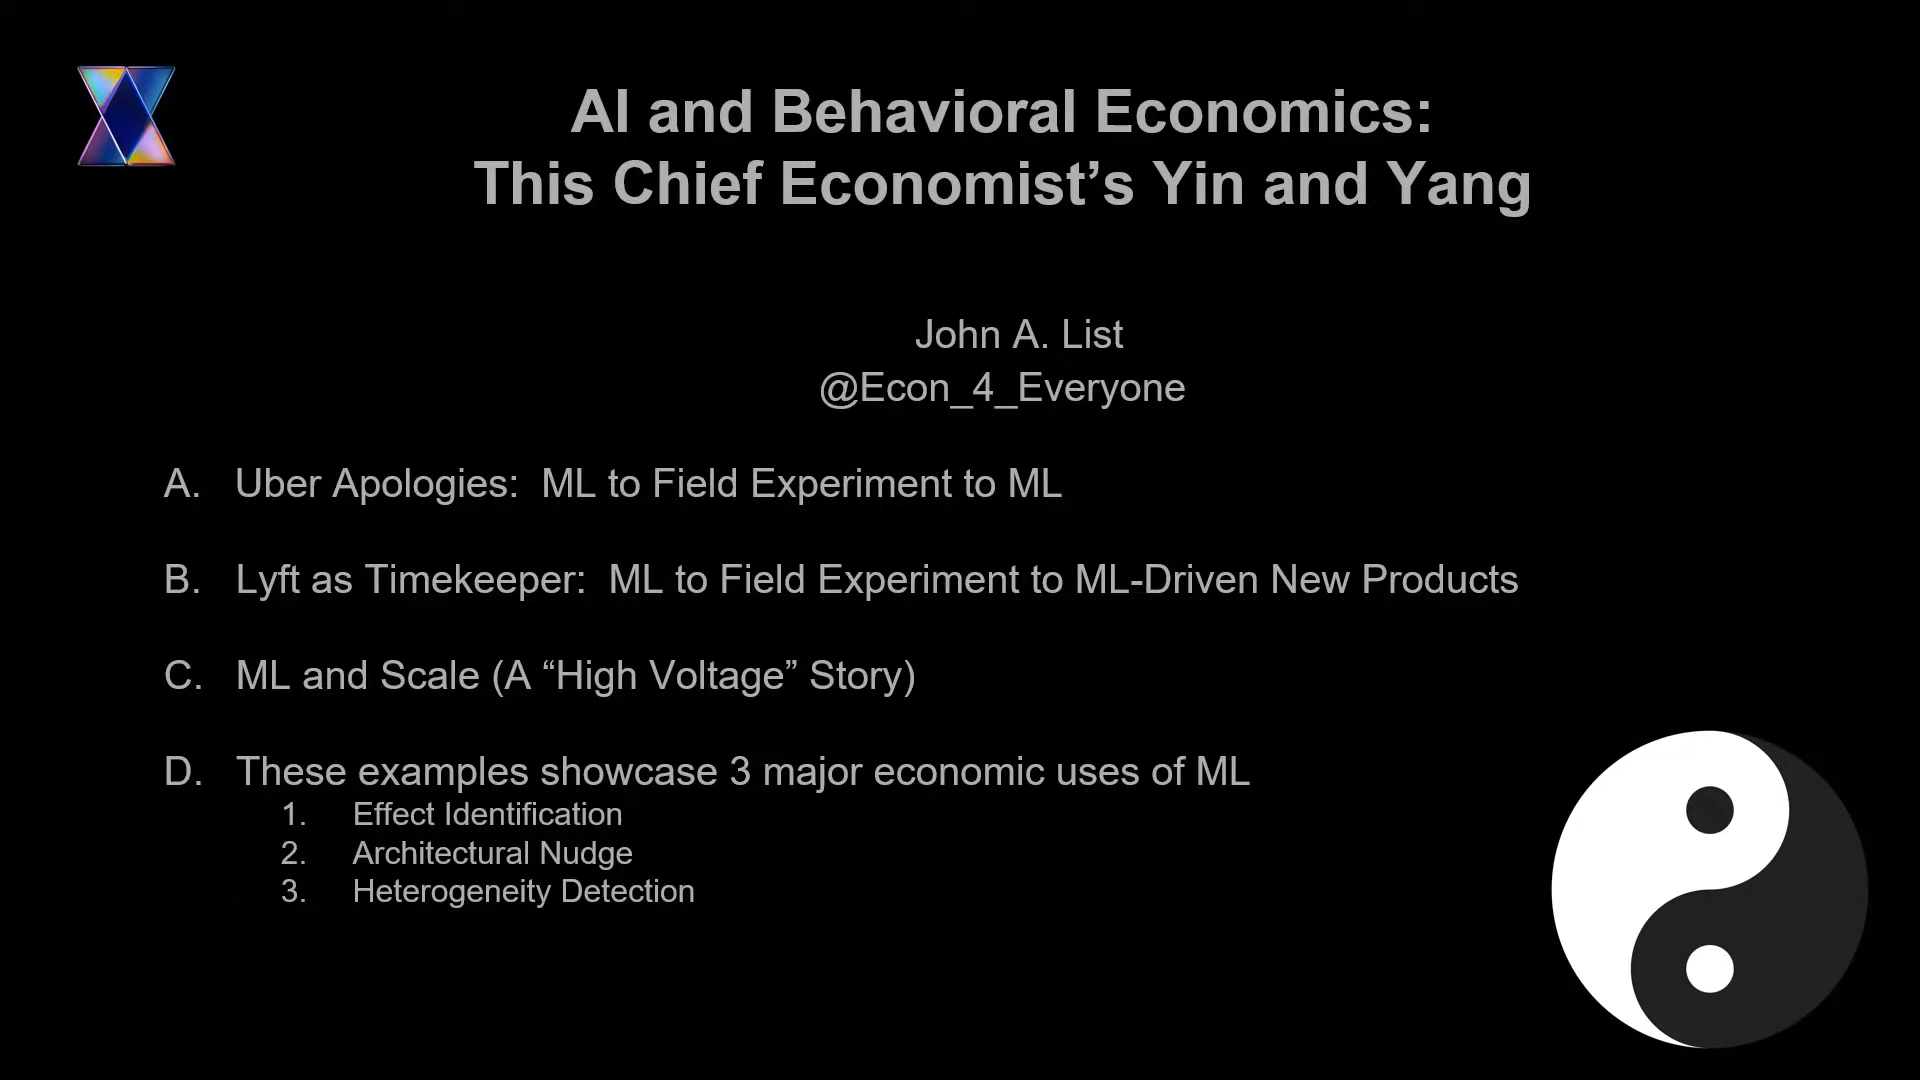 AI and Behavioral Economics:
This Chief Economist’s Yin and Yang
John A. List
@Econ_4_Everyone
A. Uber Apologies: ML to Field Experiment to ML
B. Lyft as Timekeeper: ML to Field Experiment to ML-Driven New Products
C. ML and Scale (A “High Voltage” Story)
D. These examples showcase 3 major economic uses of ML
1. Effect Identification
2. Architectural Nudge
3. Heterogeneity Detection